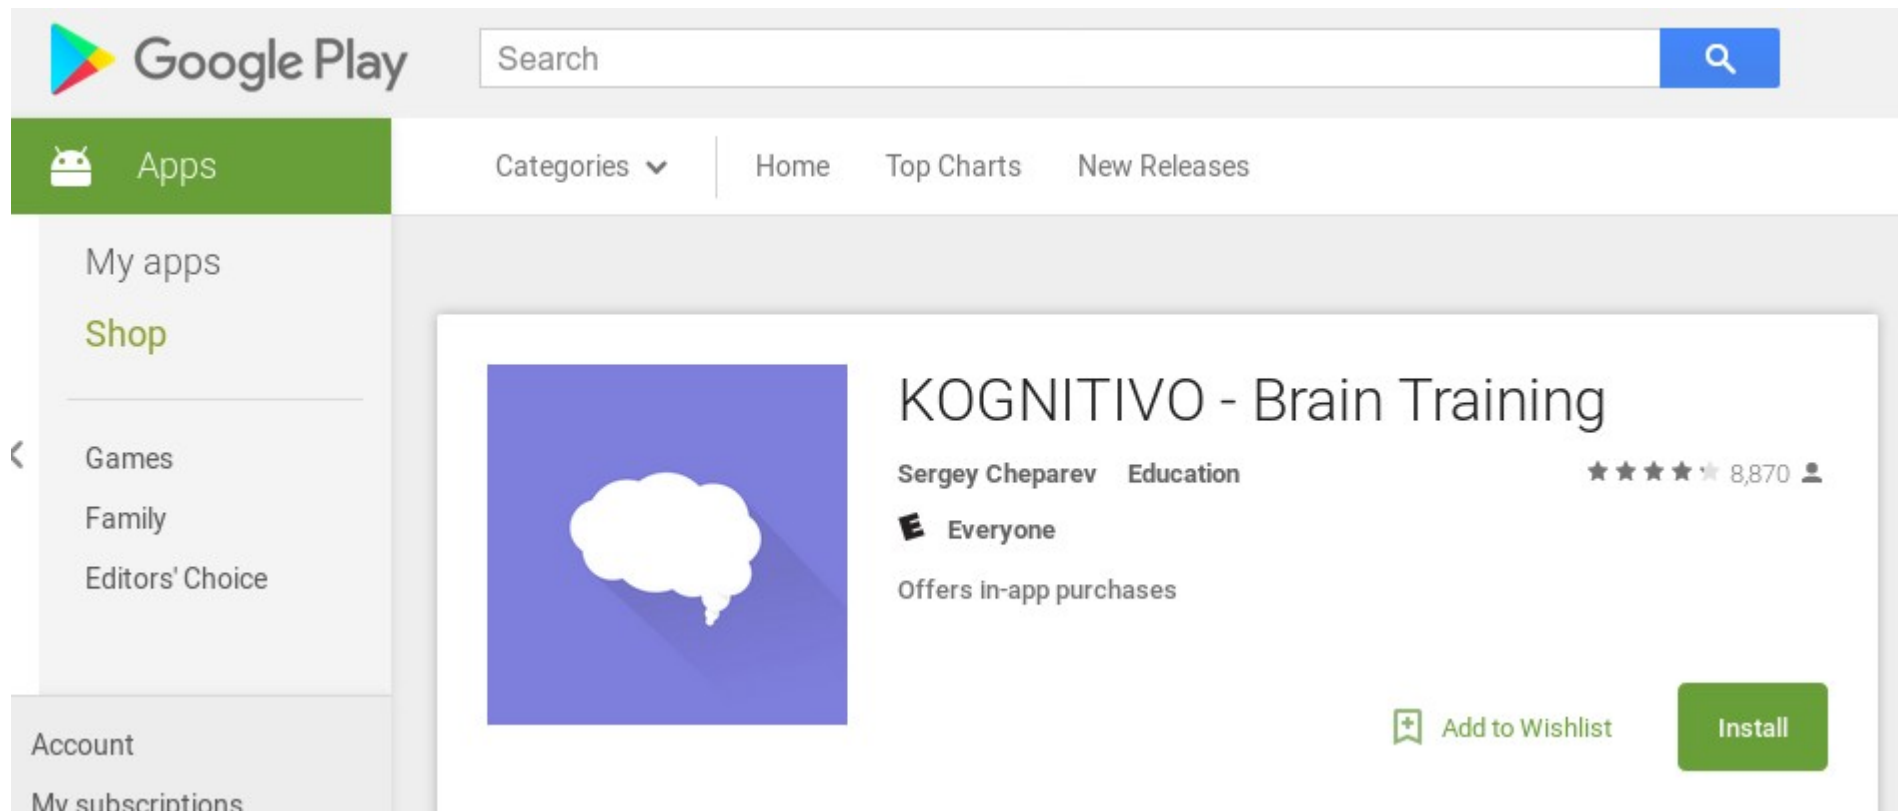 Google Play
Search
Apps
Categories
Home
Top Charts
New Releases
My apps
Shop
Games
Family
Editors' Choice
Account
My subscriptions
KOGNITIVO - Brain Training
Sergey Cheparev Education
8,870
E Everyone
Offers in-app purchases
Add to Wishlist
Install